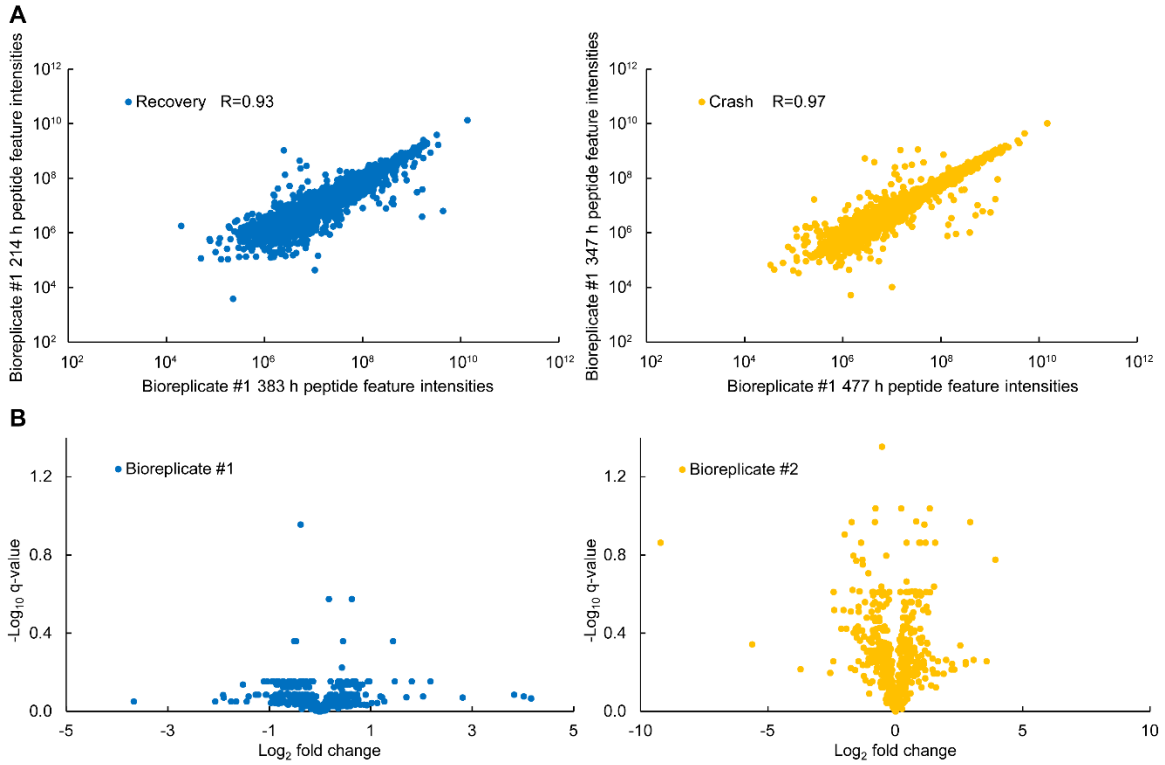 A
Bioreplicate #1 214 h peptide feature intensities
10¹²
10¹⁰
10⁸
10⁶
10⁴
10²
Recovery R=0.93
10² 10⁴ 10⁶ 10⁸ 10¹⁰ 10¹²
Bioreplicate #1 383 h peptide feature intensities
Bioreplicate #1 347 h peptide feature intensities
10¹²
10¹⁰
10⁸
10⁶
10⁴
10²
Crash R=0.97
10² 10⁴ 10⁶ 10⁸ 10¹⁰ 10¹²
Bioreplicate #1 477 h peptide feature intensities
B
-Log₁₀ q-value
1.2
0.8
0.4
0.0
Bioreplicate #1
-5 -3 -1 1 3 5
Log₂ fold change
-Log₁₀ q-value
1.2
0.8
0.4
0.0
Bioreplicate #2
-10 -5 0 5 10
Log₂ fold change